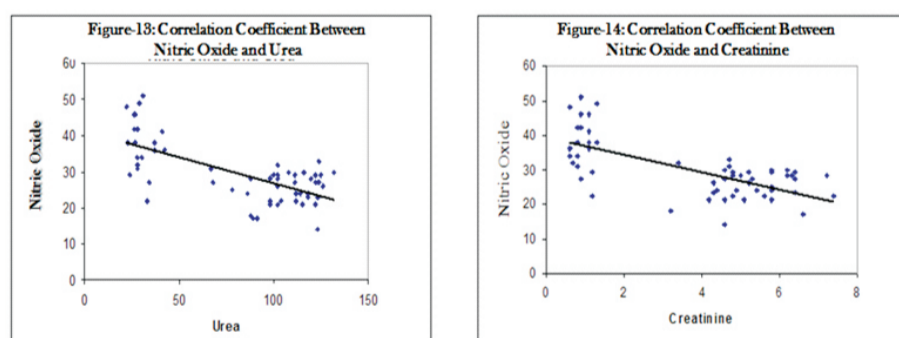 Figure-13: Correlation Coefficient Between
Nitric Oxide and Urea
60
50
40
30
20
10
0
Nitric Oxide
0 50 100 150
Urea
Figure-14: Correlation Coefficient Between
Nitric Oxide and Creatinine
60
50
40
30
20
10
0
Nitric Oxide
0 2 4 6 8
Creatinine